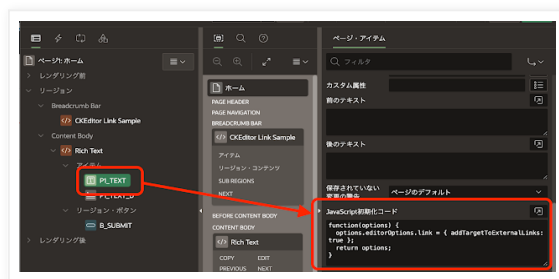 ページ1: ホーム
レンダリング前
リージョン
Breadcrumb Bar
CKEditor Link Sample
Content Body
Rich Text
アイテム
P1_TEXT
P1_TEXT_B
リージョン・ボタン
B_SUBMIT
レンダリング後
ホーム
PAGE HEADER
PAGE NAVIGATION
BREADCRUMB BAR
CKEditor Link Sample
アイテム
リージョン・コンテンツ
SUB REGIONS
NEXT
BEFORE CONTENT BODY
CONTENT BODY
Rich Text
COPY EDIT
PREVIOUS NEXT
ページ・アイテム
フィルタ
カスタム属性
前のテキスト
後のテキスト
保存されていない
変更の警告
ページのデフォルト
JavaScript初期化コード
function(options) {
options.editorOptions.link = { addTargetToExternalLinks:
true };
return options;
}